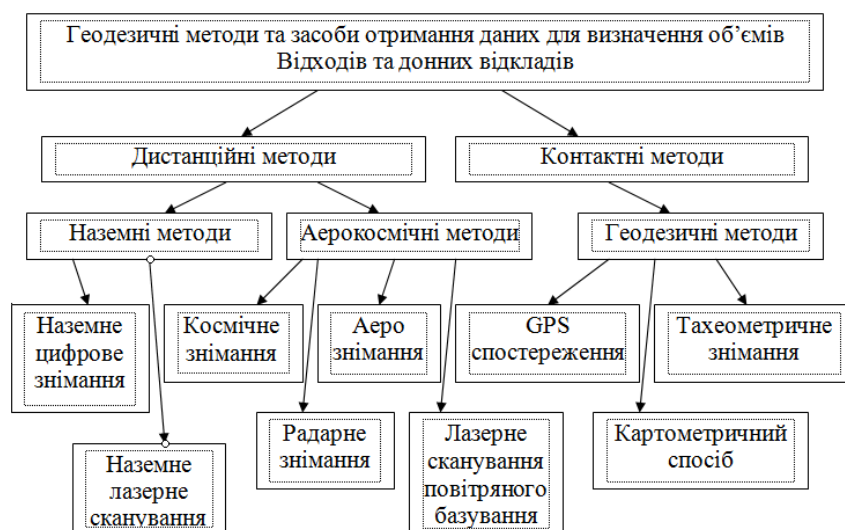 Геодезичні методи та засоби отримання даних для визначення об’ємів
Відходів та донних відкладів
Дистанційні методи
Контактні методи
Наземні методи
Аерокосмічні методи
Геодезичні методи
Наземне
цифрове
знімання
Космічне
знімання
Аеро
знімання
GPS
спостереження
Тахеометричне
знімання
Наземне
лазерне
сканування
Радарне
знімання
Лазерне
сканування
повітряного
базування
Картометричний
спосіб